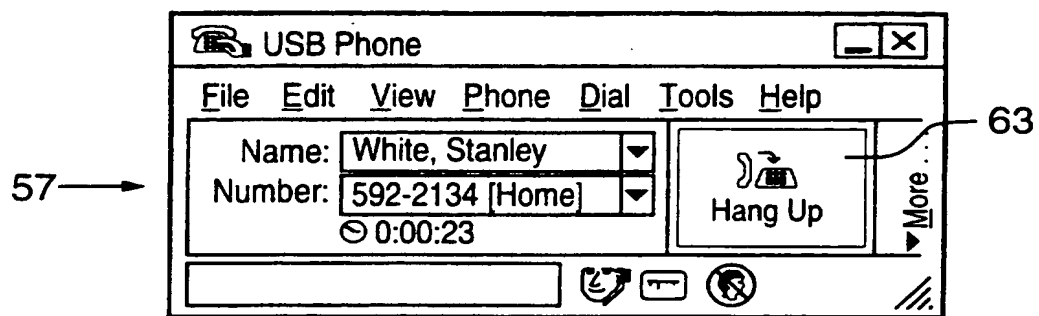 USB Phone
File Edit View Phone Dial Tools Help
Name: White, Stanley
Number: 592-2134 [Home]
0:00:23
Hang Up
More...
57
63